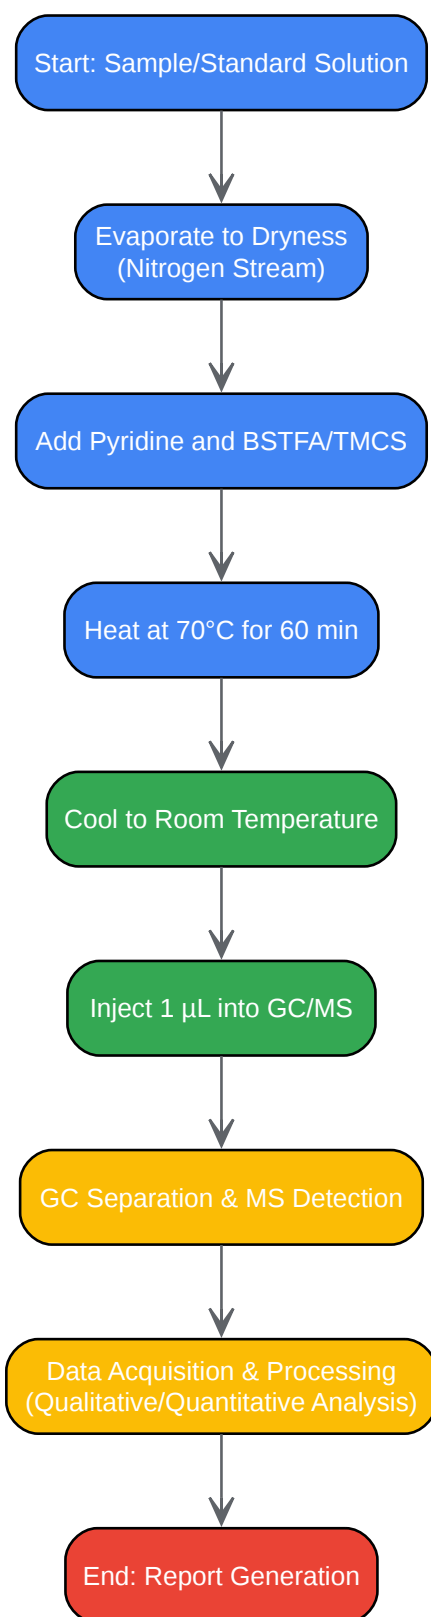 Start: Sample/Standard Solution
Evaporate to Dryness
(Nitrogen Stream)
Add Pyridine and BSTFA/TMCS
Heat at 70°C for 60 min
Cool to Room Temperature
Inject 1 µL into GC/MS
GC Separation & MS Detection
Data Acquisition & Processing
(Qualitative/Quantitative Analysis)
End: Report Generation